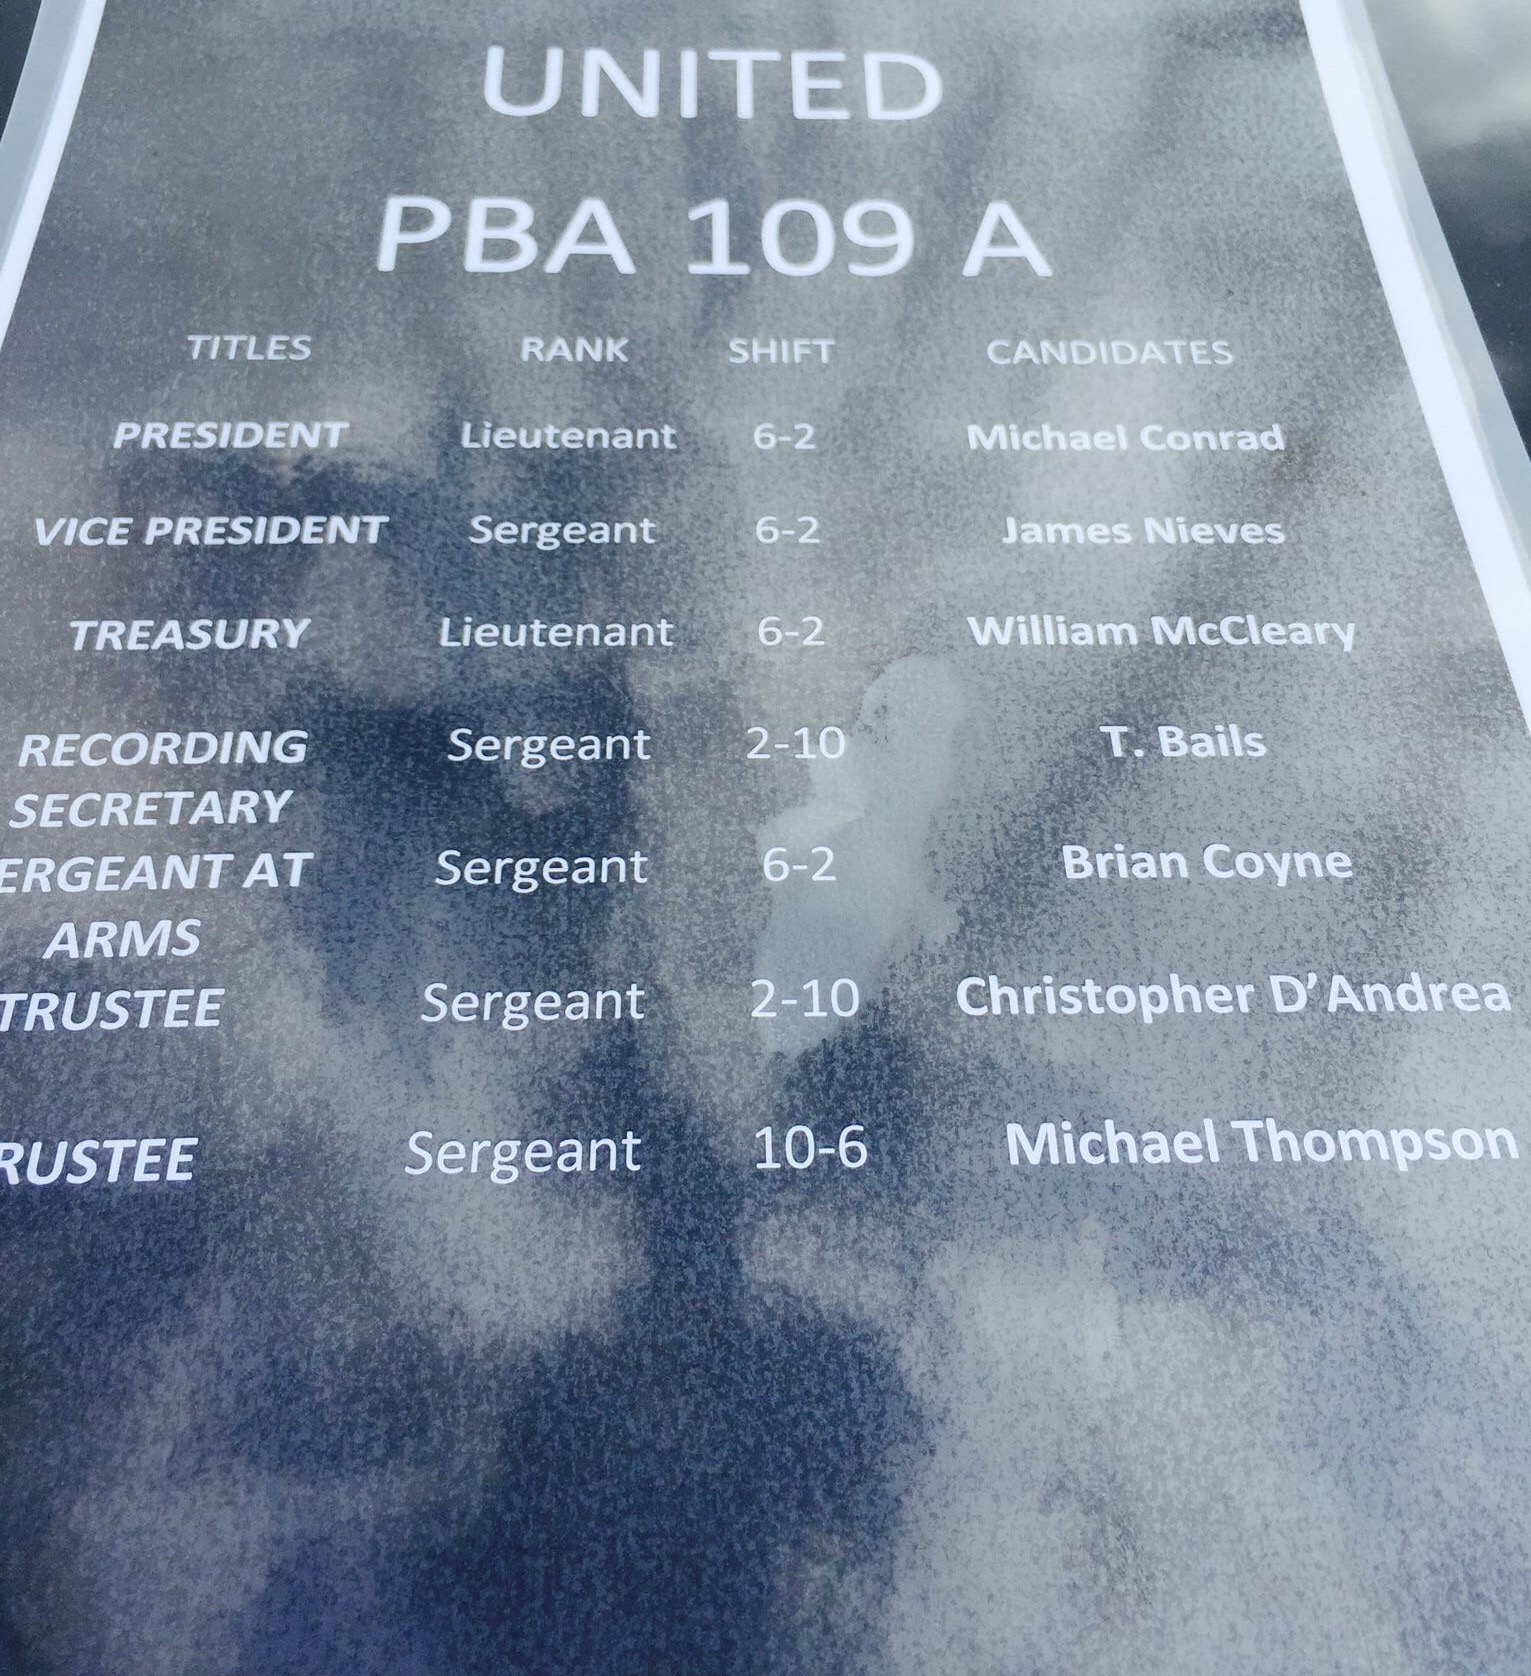 UNITED
PBA 109 A
TITLES RANK SHIFT CANDIDATES
PRESIDENT Lieutenant 6-2 Michael Conrad
VICE PRESIDENT Sergeant 6-2 James Nieves
TREASURY Lieutenant 6-2 William McCleary
RECORDING Sergeant 2-10 T. Bails
SECRETARY
ERGEANT AT Sergeant 6-2 Brian Coyne
ARMS
TRUSTEE Sergeant 2-10 Christopher D'Andrea
RUSTEE Sergeant 10-6 Michael Thompson